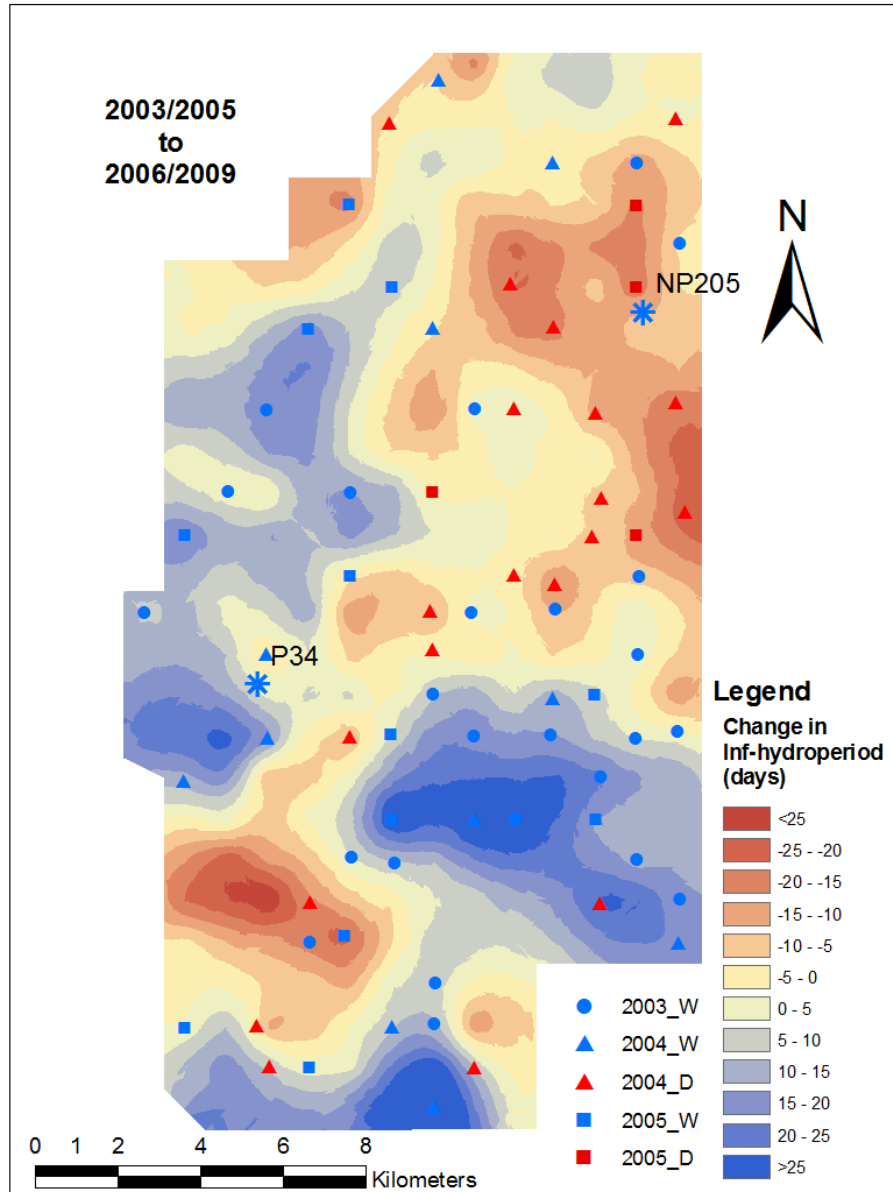 2003/2005
to
2006/2009
N
NP205
P34
Legend
Change in
Inf-hydroperiod
(days)
<25
-25 - -20
-20 - -15
-15 - -10
-10 - -5
-5 - 0
0 - 5
5 - 10
10 - 15
15 - 20
20 - 25
>25
2003_W
2004_W
2004_D
2005_W
2005_D
0 1 2 4 6 8
Kilometers